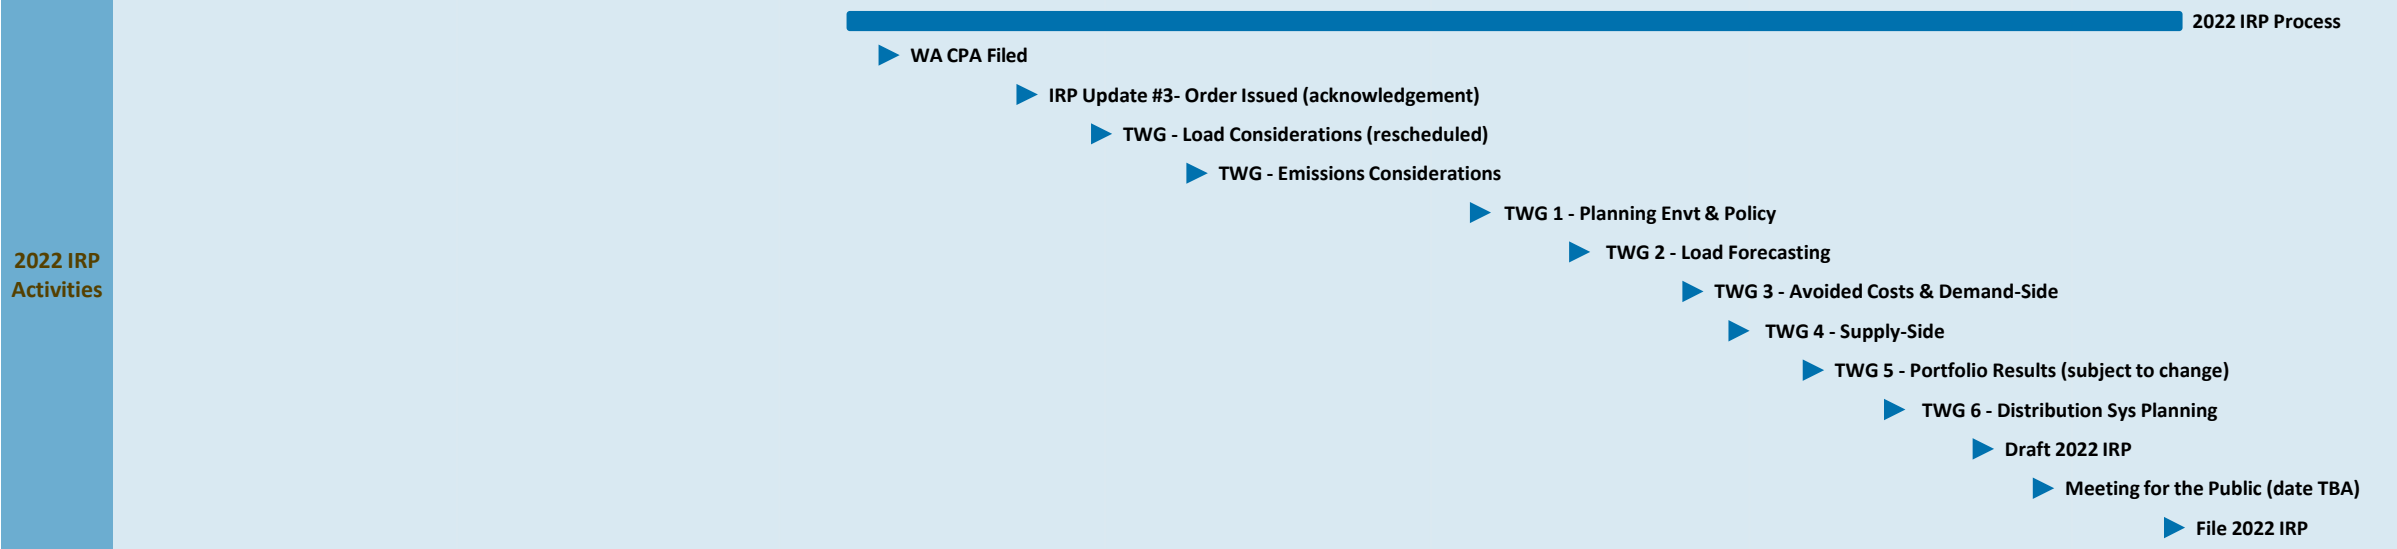 2022 IRP Process
WA CPA Filed
IRP Update #3- Order Issued (acknowledgement)
TWG - Load Considerations (rescheduled)
TWG - Emissions Considerations
TWG 1 - Planning Envt & Policy
TWG 2 - Load Forecasting
2022 IRP
Activities
TWG 3 - Avoided Costs & Demand-Side
TWG 4 - Supply-Side
TWG 5 - Portfolio Results (subject to change)
TWG 6 - Distribution Sys Planning
Draft 2022 IRP
Meeting for the Public (date TBA)
File 2022 IRP